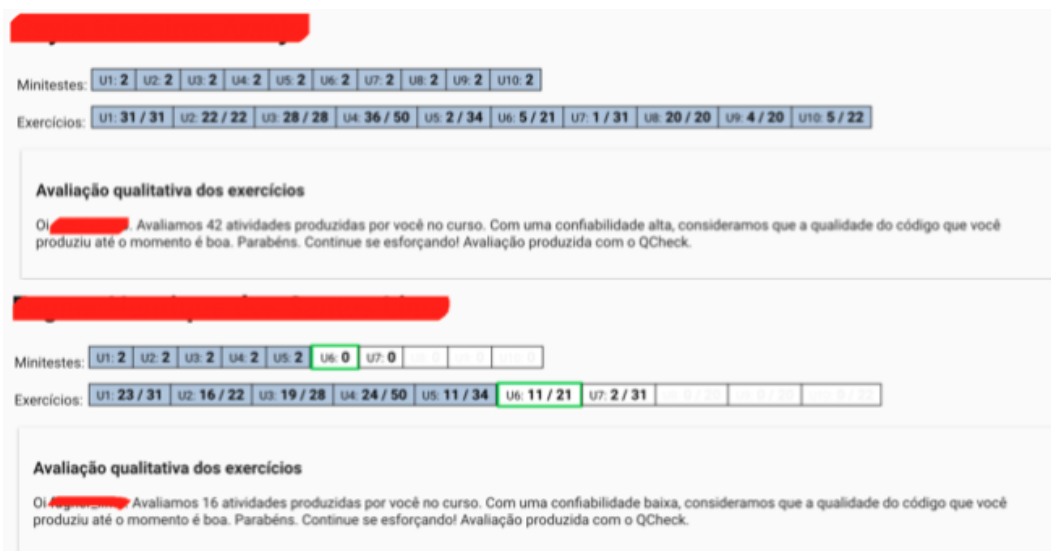 Minitestes: U1: 2 U2: 2 U3: 2 U4: 2 U5: 2 U6: 2 U7: 2 U8: 2 U9: 2 U10: 2
Exercícios: U1: 31 / 31 U2: 22 / 22 U3: 28 / 28 U4: 36 / 50 U5: 2 / 34 U6: 5 / 21 U7: 1 / 31 U8: 20 / 20 U9: 4 / 20 U10: 5 / 22
Avaliação qualitativa dos exercícios
Oi . Avaliamos 42 atividades produzidas por você no curso. Com uma confiabilidade alta, consideramos que a qualidade do código que você
produziu até o momento é boa. Parabéns. Continue se esforçando! Avaliação produzida com o QCheck.
Minitestes: U1: 2 U2: 2 U3: 2 U4: 2 U5: 2 U6: 0 U7: 0
Exercícios: U1: 23 / 31 U2: 16 / 22 U3: 19 / 28 U4: 24 / 50 U5: 11 / 34 U6: 11 / 21 U7: 2 / 31
Avaliação qualitativa dos exercícios
Oi Avaliamos 16 atividades produzidas por você no curso. Com uma confiabilidade baixa, consideramos que a qualidade do código que você
produziu até o momento é boa. Parabéns. Continue se esforçando! Avaliação produzida com o QCheck.